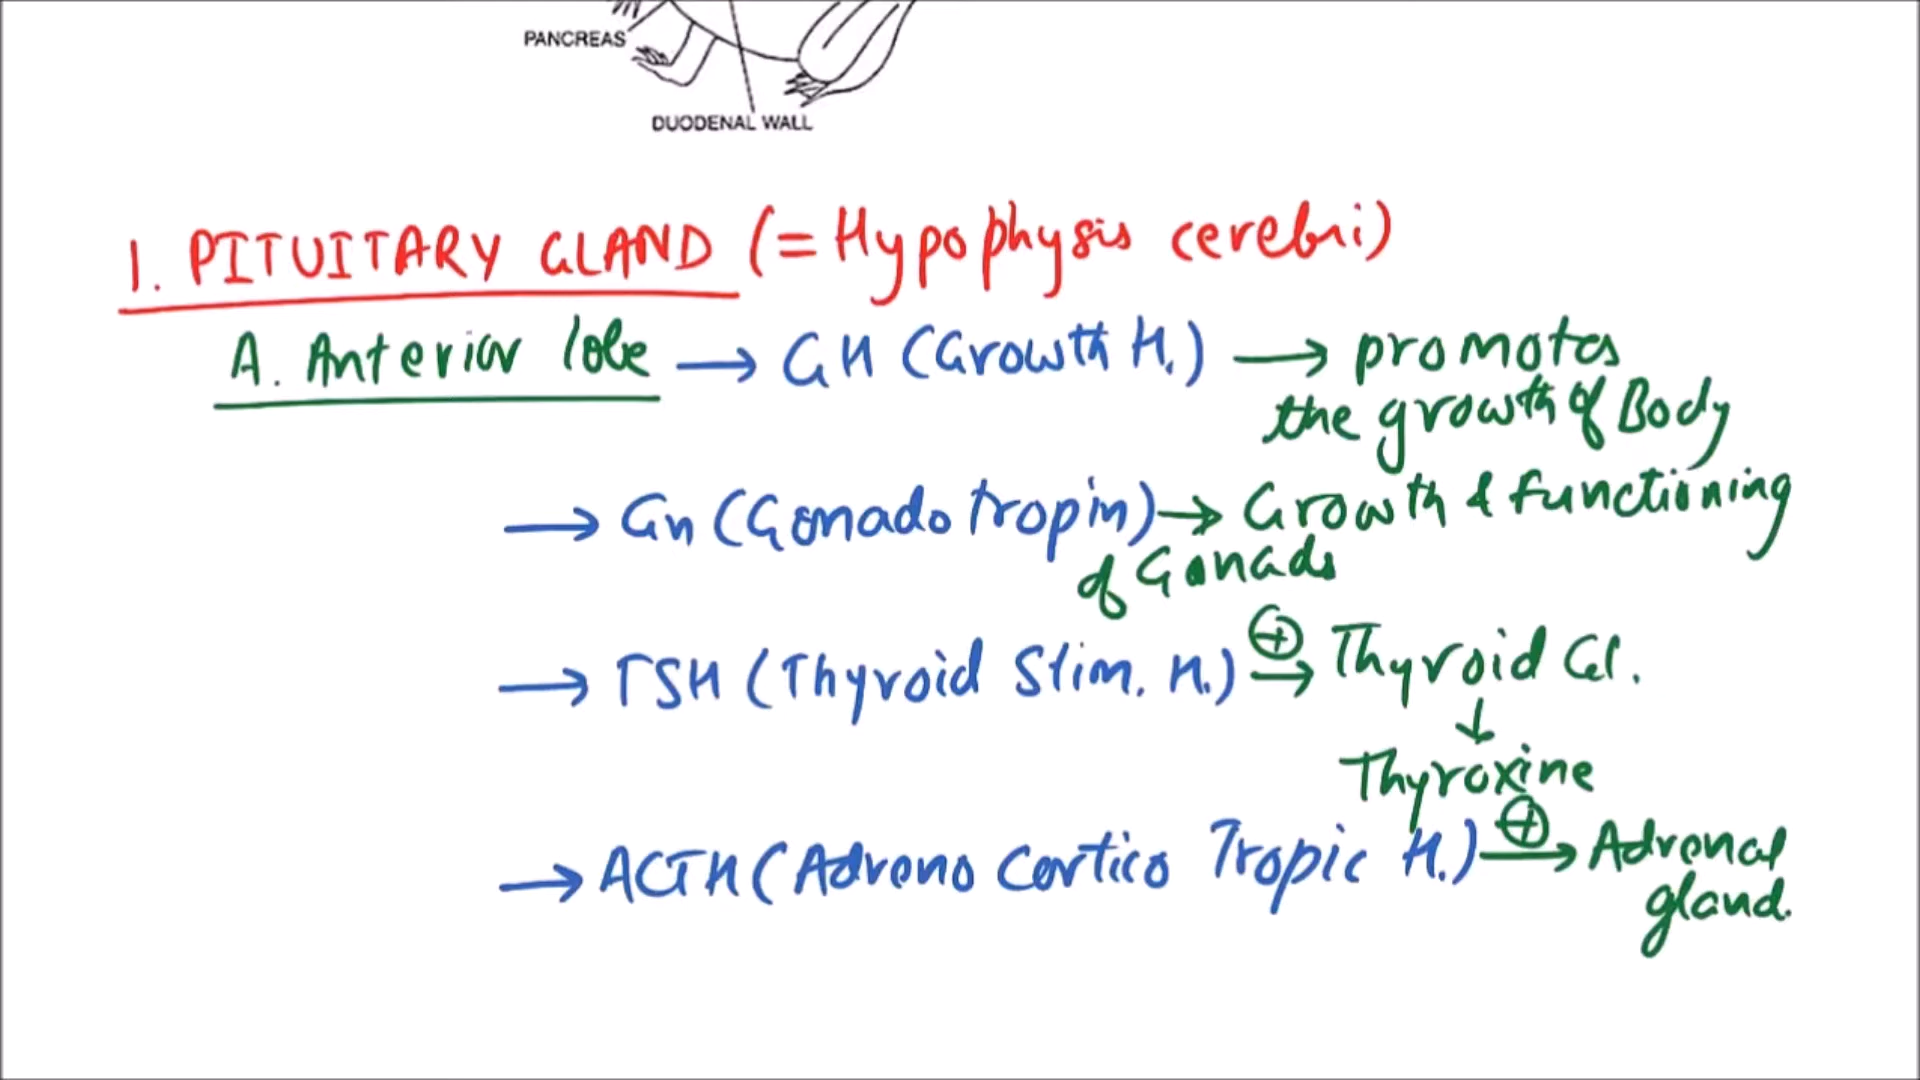 PANCREAS
DUODENAL WALL
1. PITUITARY GLAND (= Hypophysis cerebri)
A. Anterior lobe → GH (Growth H.) → promotes
the growth of Body
→ Gn (Gonadotropin) → Growth & functioning
of Gonads
→ TSH (Thyroid Stim. H.) ⊕→ Thyroid Gl.
↓
Thyroxine
→ ACTH (Adreno Cortico Tropic H.) ⊕→ Adrenal
gland.